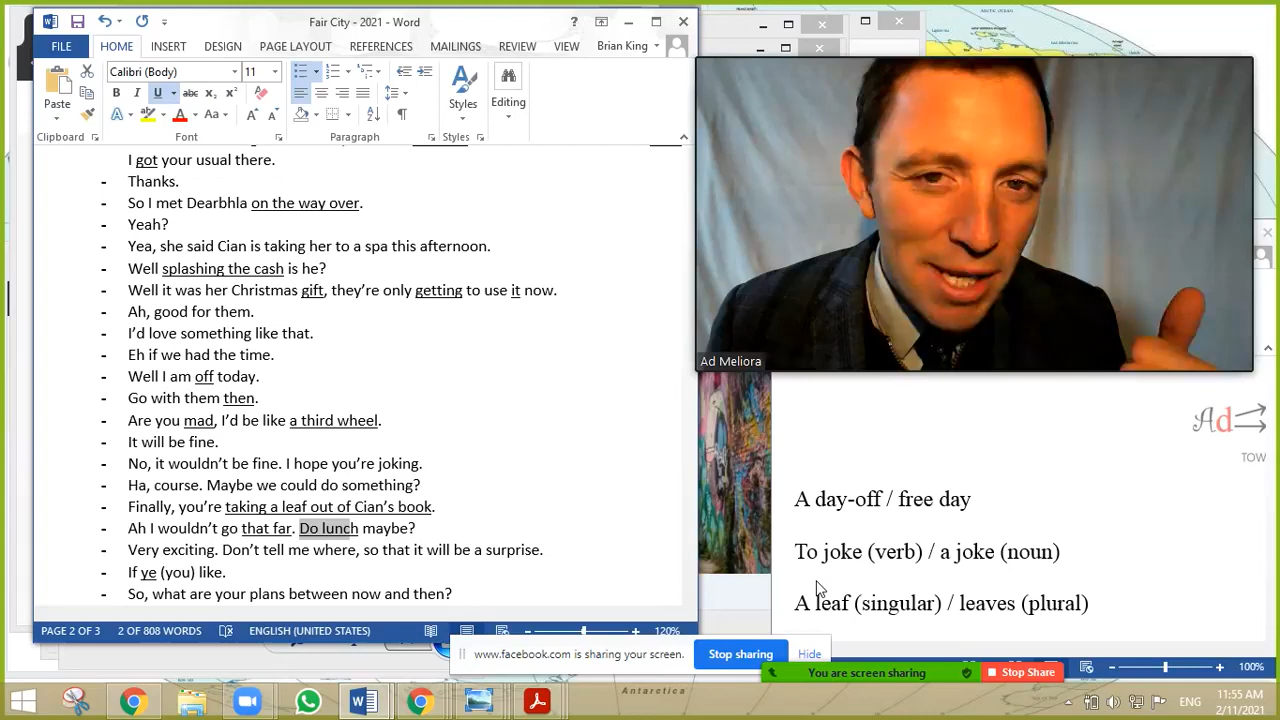 Fair City - 2021 - Word
FILE HOME INSERT DESIGN PAGE LAYOUT REFERENCES MAILINGS REVIEW VIEW Brian King
Calibri (Body) 11
Paste
Styles
Editing
Clipboard Font Paragraph Styles
I got your usual there.
- Thanks.
- So I met Dearbhla on the way over.
- Yeah?
- Yea, she said Cian is taking her to a spa this afternoon.
- Well splashing the cash is he?
- Well it was her Christmas gift, they're only getting to use it now.
- Ah, good for them.
- I'd love something like that.
- Eh if we had the time.
- Well I am off today.
- Go with them then.
- Are you mad, I'd be like a third wheel.
- It will be fine.
- No, it wouldn't be fine. I hope you're joking.
- Ha, course. Maybe we could do something?
- Finally, you're taking a leaf out of Cian's book.
- Ah I wouldn't go that far. Do lunch maybe?
- Very exciting. Don't tell me where, so that it will be a surprise.
- If ye (you) like.
- So, what are your plans between now and then?
PAGE 2 OF 3 2 OF 808 WORDS ENGLISH (UNITED STATES) 120%
Ad Meliora
Ad
TOW
A day-off / free day
To joke (verb) / a joke (noun)
A leaf (singular) / leaves (plural)
www.facebook.com is sharing your screen. Stop sharing Hide
You are screen sharing Stop Share
100%
Antarctica
ENG
11:55 AM
2/11/2021